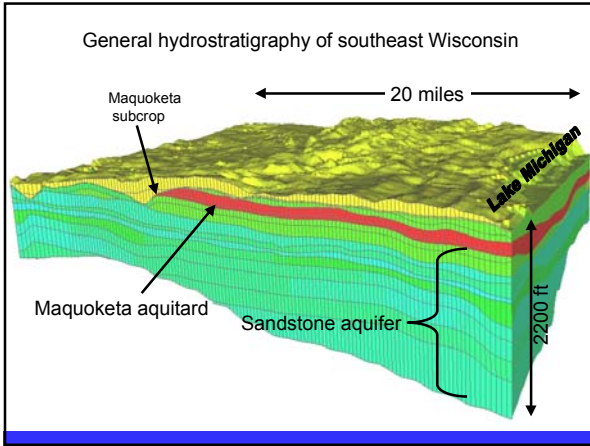 General hydrostratigraphy of southeast Wisconsin
20 miles
Maquoketa
subcrop
Lake Michigan
Maquoketa aquitard
Sandstone aquifer
2200 ft